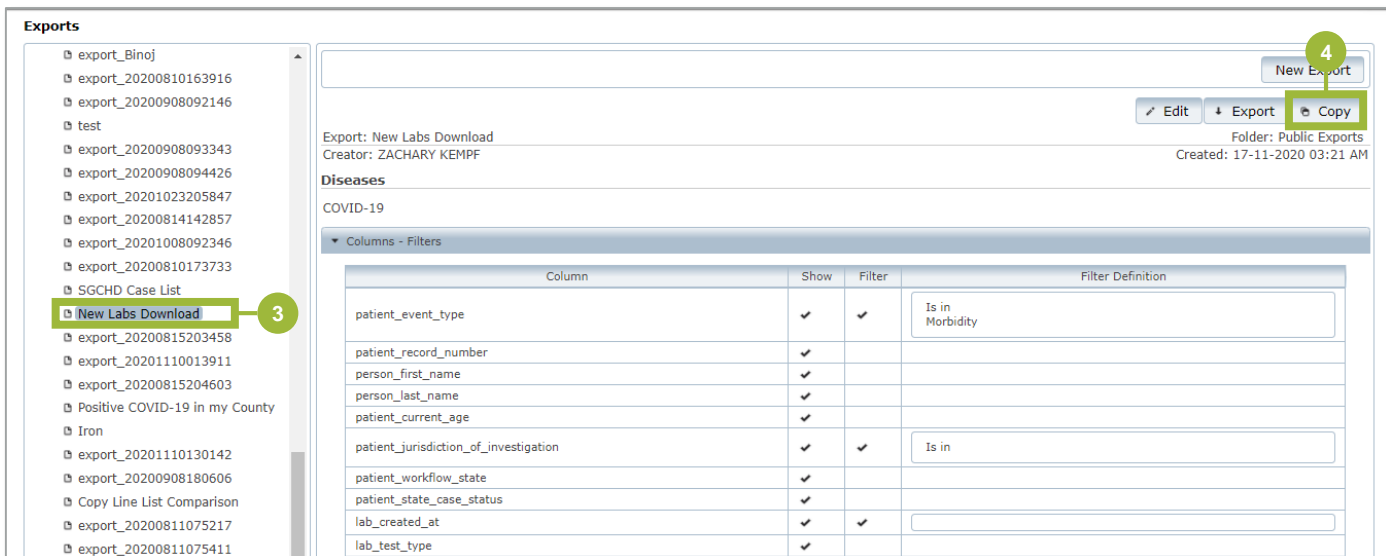 Exports
export_Binoj
export_20200810163916
export_20200908092146
test
export_20200908093343
export_20200908094426
export_20201023205847
export_20200814142857
export_20201008092346
export_20200810173733
SGCHD Case List
New Labs Download
3
export_20200815203458
export_20201110013911
export_20200815204603
Positive COVID-19 in my County
Iron
export_20201110130142
export_20200908180606
Copy Line List Comparison
export_20200811075217
export_20200811075411
4
New Export
Edit Export Copy
Export: New Labs Download Folder: Public Exports
Creator: ZACHARY KEMPF Created: 17-11-2020 03:21 AM
Diseases
COVID-19
Columns - Filters
Column Show Filter Filter Definition
patient_event_type Is in
Morbidity
patient_record_number
person_first_name
person_last_name
patient_current_age
patient_jurisdiction_of_investigation Is in
patient_workflow_state
patient_state_case_status
lab_created_at
lab_test_type